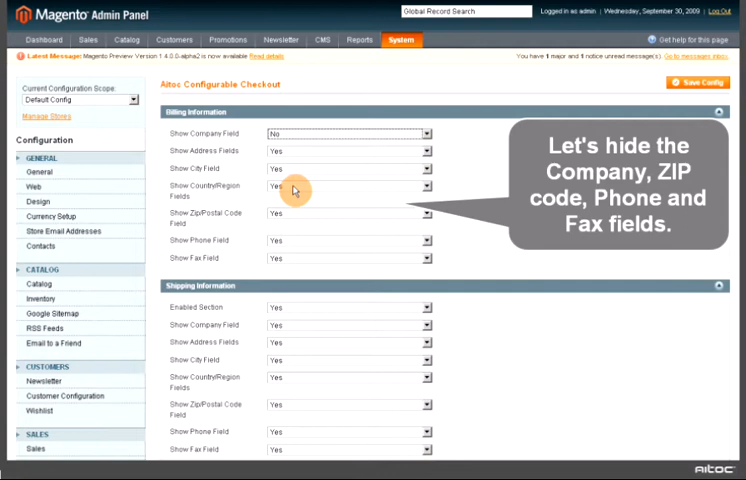 Magento Admin Panel
Global Record Search
Logged in as admin | Wednesday, September 30, 2009 | Log Out
Dashboard Sales Catalog Customers Promotions Newsletter CMS Reports System Get help for this page
Latest Message: Magento Preview Version 1.4.0.0-alpha2 is now available Read details You have 1 major and 1 notice unread message(s). Go to messages inbox.
Current Configuration Scope:
Default Config
Manage Stores
Configuration
GENERAL
General
Web
Design
Currency Setup
Store Email Addresses
Contacts
CATALOG
Catalog
Inventory
Google Sitemap
RSS Feeds
Email to a Friend
CUSTOMERS
Newsletter
Customer Configuration
Wishlist
SALES
Sales
Aitoc Configurable Checkout
Save Config
Billing Information
Show Company Field No
Show Address Fields Yes
Show City Field Yes
Show Country/Region Yes
Fields
Show Zip/Postal Code Yes
Field
Show Phone Field Yes
Show Fax Field Yes
Let's hide the
Company, ZIP
code, Phone and
Fax fields.
Shipping Information
Enabled Section Yes
Show Company Field Yes
Show Address Fields Yes
Show City Field Yes
Show Country/Region Yes
Fields
Show Zip/Postal Code Yes
Field
Show Phone Field Yes
Show Fax Field Yes
AITOC